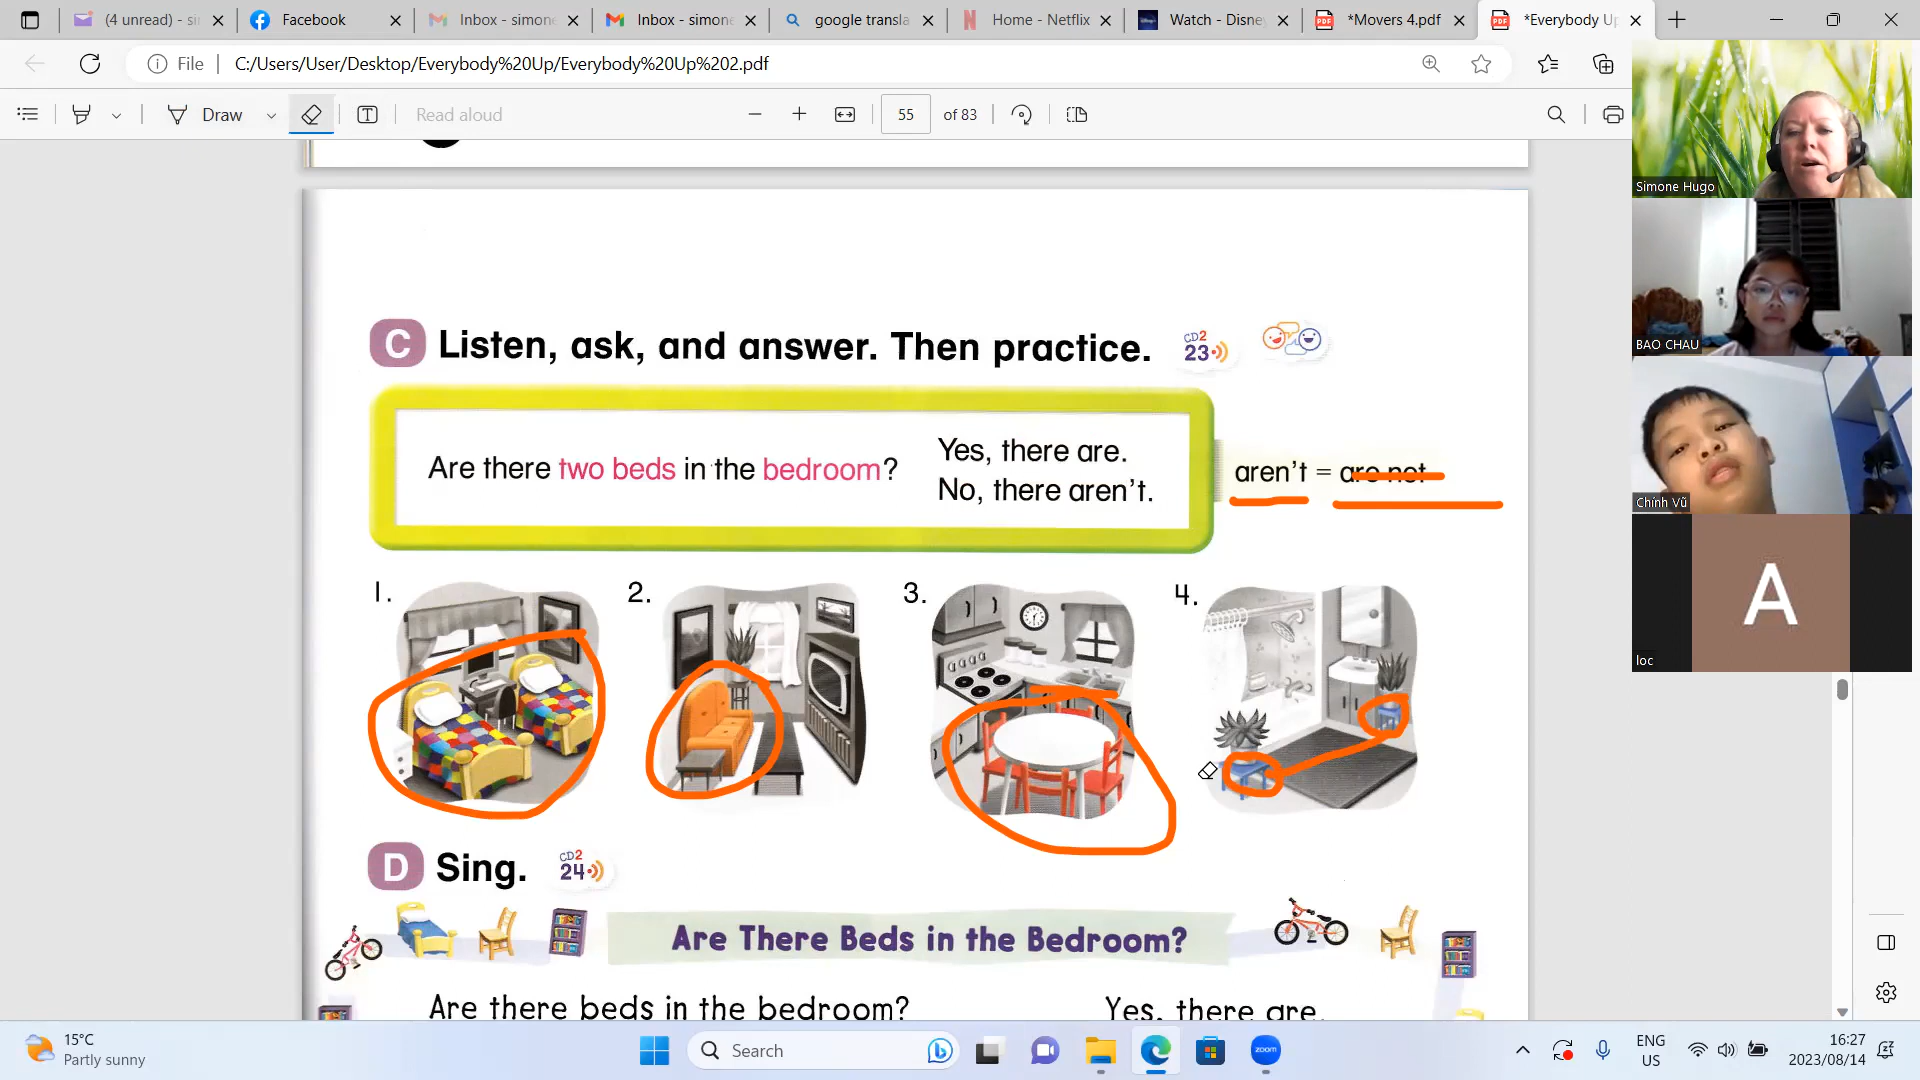 (4 unread) - si
Facebook
Inbox - simone
Inbox - simone
google transla
Home - Netflix
Watch - Disne
*Movers 4.pdf
*Everybody Up
File
C:/Users/User/Desktop/Everybody%20Up/Everybody%20Up%202.pdf
Draw
Read aloud
55
of 83
Simone Hugo
BAO CHAU
Chính Vũ
A
loc
C Listen, ask, and answer. Then practice.
CD2
23
Are there two beds in the bedroom?
Yes, there are.
No, there aren't.
aren't = are not
1.
2.
3.
4.
D Sing.
CD2
24
Are There Beds in the Bedroom?
Are there beds in the bedroom?
Yes, there are.
15°C
Partly sunny
Search
zoom
ENG
US
16:27
2023/08/14